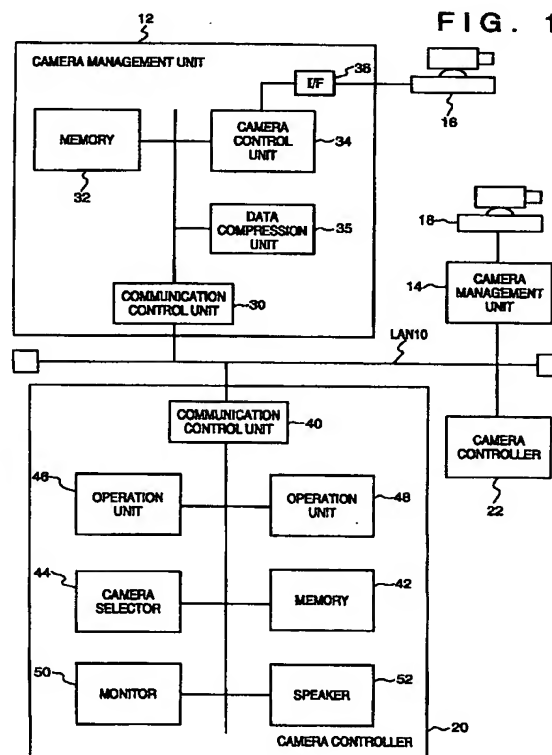 FIG. 1
12
CAMERA MANAGEMENT UNIT
I/F
36
16
MEMORY
32
CAMERA
CONTROL
UNIT
34
DATA
COMPRESSION
UNIT
35
18
14
CAMERA
MANAGEMENT
UNIT
COMMUNICATION
CONTROL UNIT
30
LAN10
COMMUNICATION
CONTROL UNIT
40
CAMERA
CONTROLLER
22
46
OPERATION
UNIT
OPERATION
UNIT
48
44
CAMERA
SELECTOR
MEMORY
42
50
MONITOR
SPEAKER
52
CAMERA CONTROLLER
20